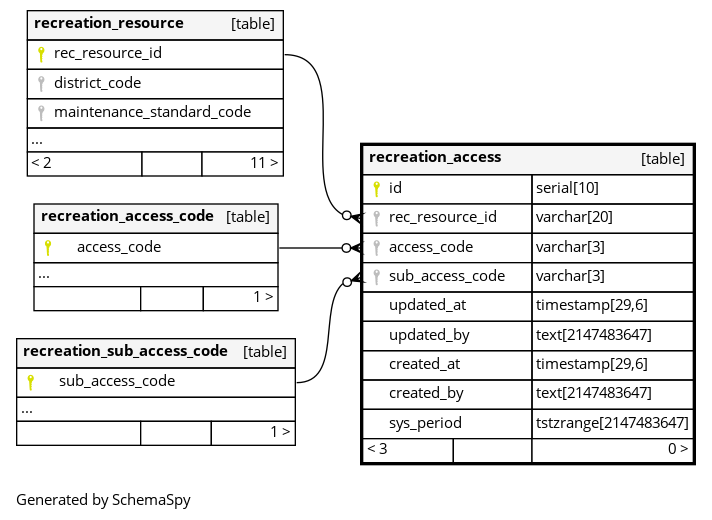 recreation_resource [table]
rec_resource_id
district_code
maintenance_standard_code
...
< 2 11 >
recreation_access_code [table]
access_code
...
1 >
recreation_sub_access_code [table]
sub_access_code
...
1 >
recreation_access [table]
id serial[10]
rec_resource_id varchar[20]
access_code varchar[3]
sub_access_code varchar[3]
updated_at timestamp[29,6]
updated_by text[2147483647]
created_at timestamp[29,6]
created_by text[2147483647]
sys_period tstzrange[2147483647]
< 3 0 >
Generated by SchemaSpy